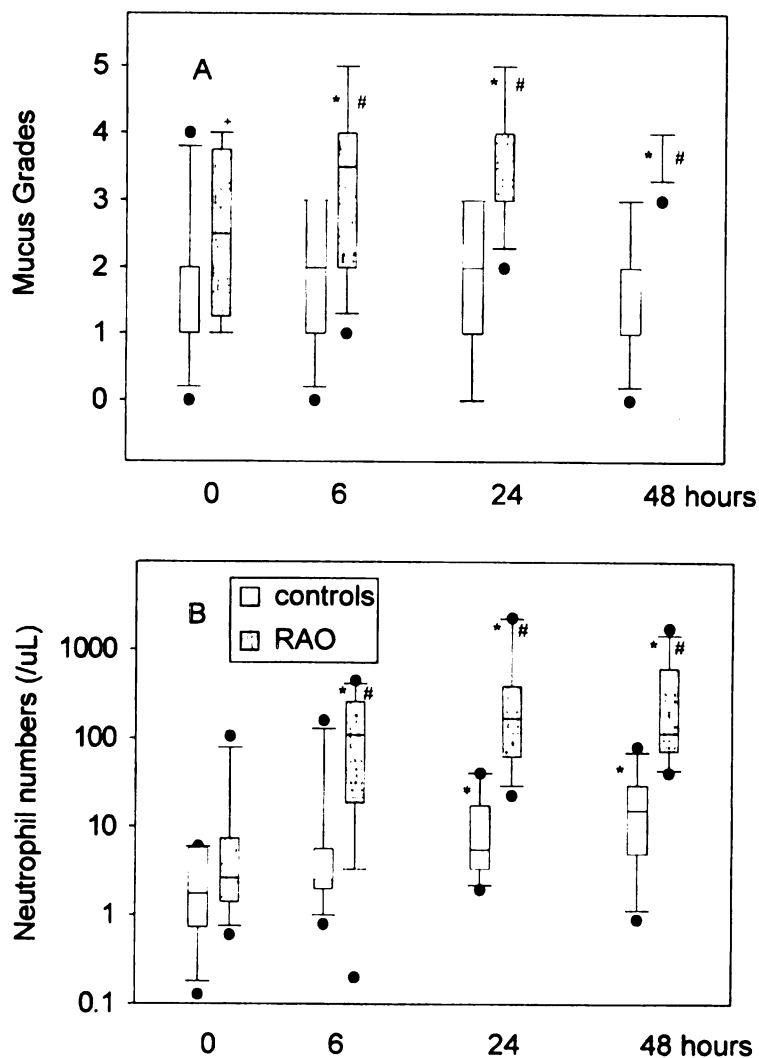 A
Mucus Grades
5
4
3
2
1
0
+
* #
* #
* #
0 6 24 48 hours
B
controls
RAO
Neutrophil numbers (/uL)
1000
100
10
1
0.1
* #
* #
* #
*
*
0 6 24 48 hours